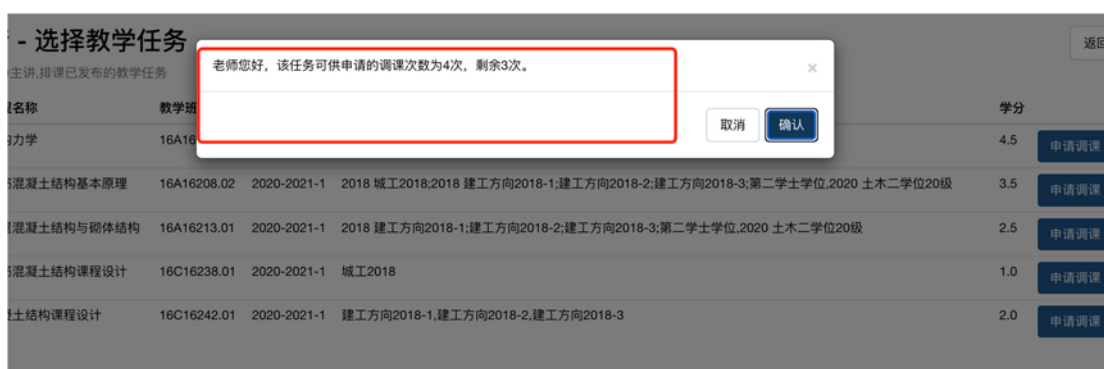 - 选择教学任务
返回
主讲,排课已发布的教学任务
老师您好，该任务可供申请的调课次数为4次，剩余3次。
×
取消 确认
名称 教学班 学分
力学 16A16 4.5 申请调课
混凝土结构基本原理 16A16208.02 2020-2021-1 2018 城工2018;2018 建工方向2018-1;建工方向2018-2;建工方向2018-3;第二学士学位,2020 土木二学位20级 3.5 申请调课
混凝土结构与砌体结构 16A16213.01 2020-2021-1 2018 建工方向2018-1;建工方向2018-2;建工方向2018-3;第二学士学位,2020 土木二学位20级 2.5 申请调课
混凝土结构课程设计 16C16238.01 2020-2021-1 城工2018 1.0 申请调课
土结构课程设计 16C16242.01 2020-2021-1 建工方向2018-1,建工方向2018-2,建工方向2018-3 2.0 申请调课